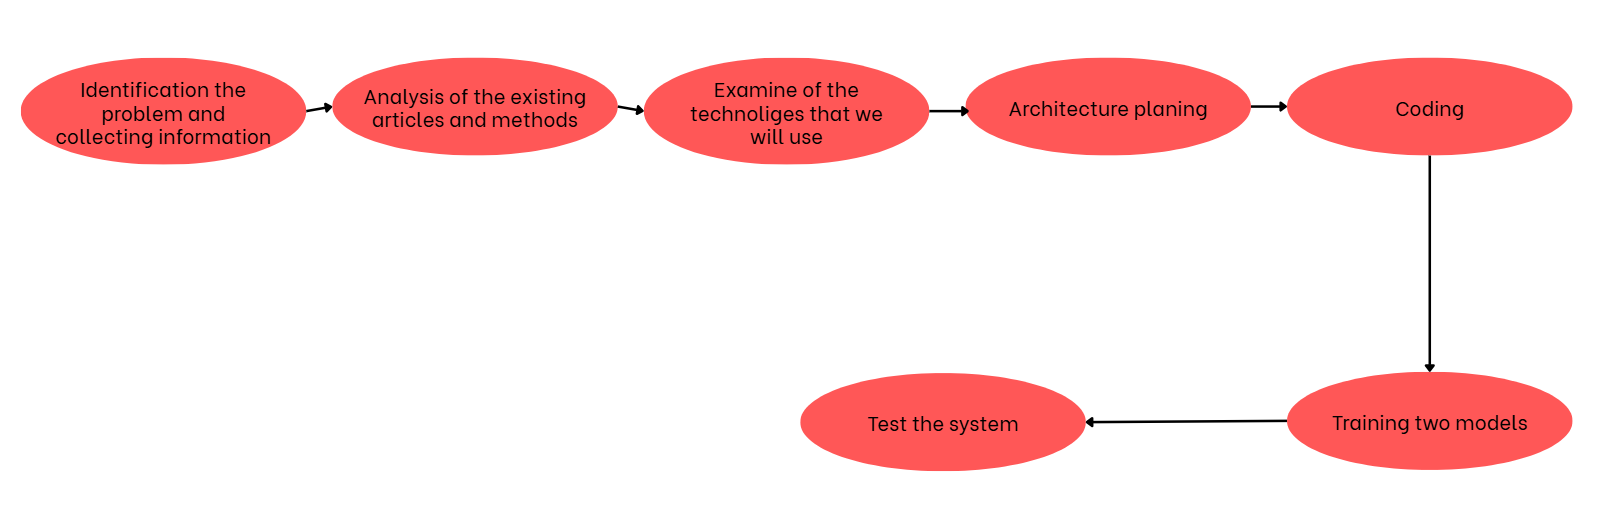 Identification the
problem and
collecting information
Analysis of the existing
articles and methods
Examine of the
technoliges that we
will use
Architecture planing
Coding
Training two models
Test the system